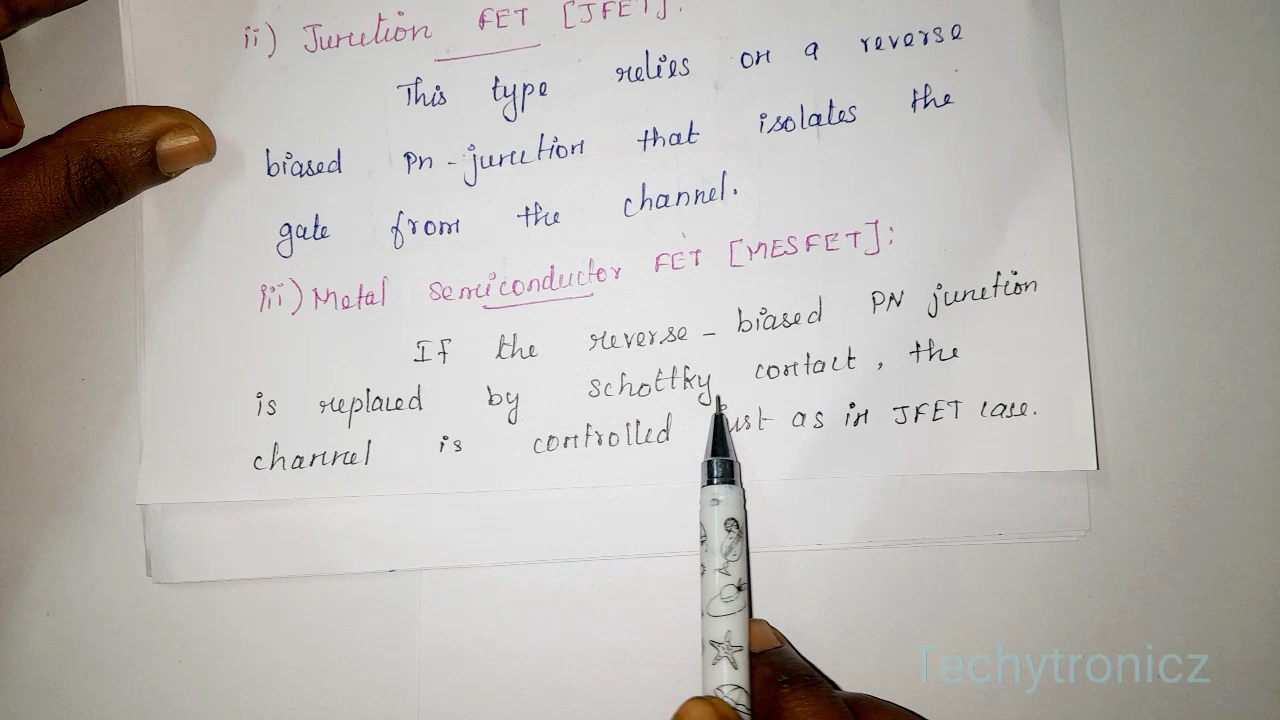 ii) Junction FET [JFET].
This type relies on a reverse
biased Pn-junction that isolates the
gate from the channel.
iii) Metal Semiconductor FET [MESFET]:
If the reverse-biased PN junction
is replaced by schottky contact, the
channel is controlled just as in JFET case.
Techytronicz